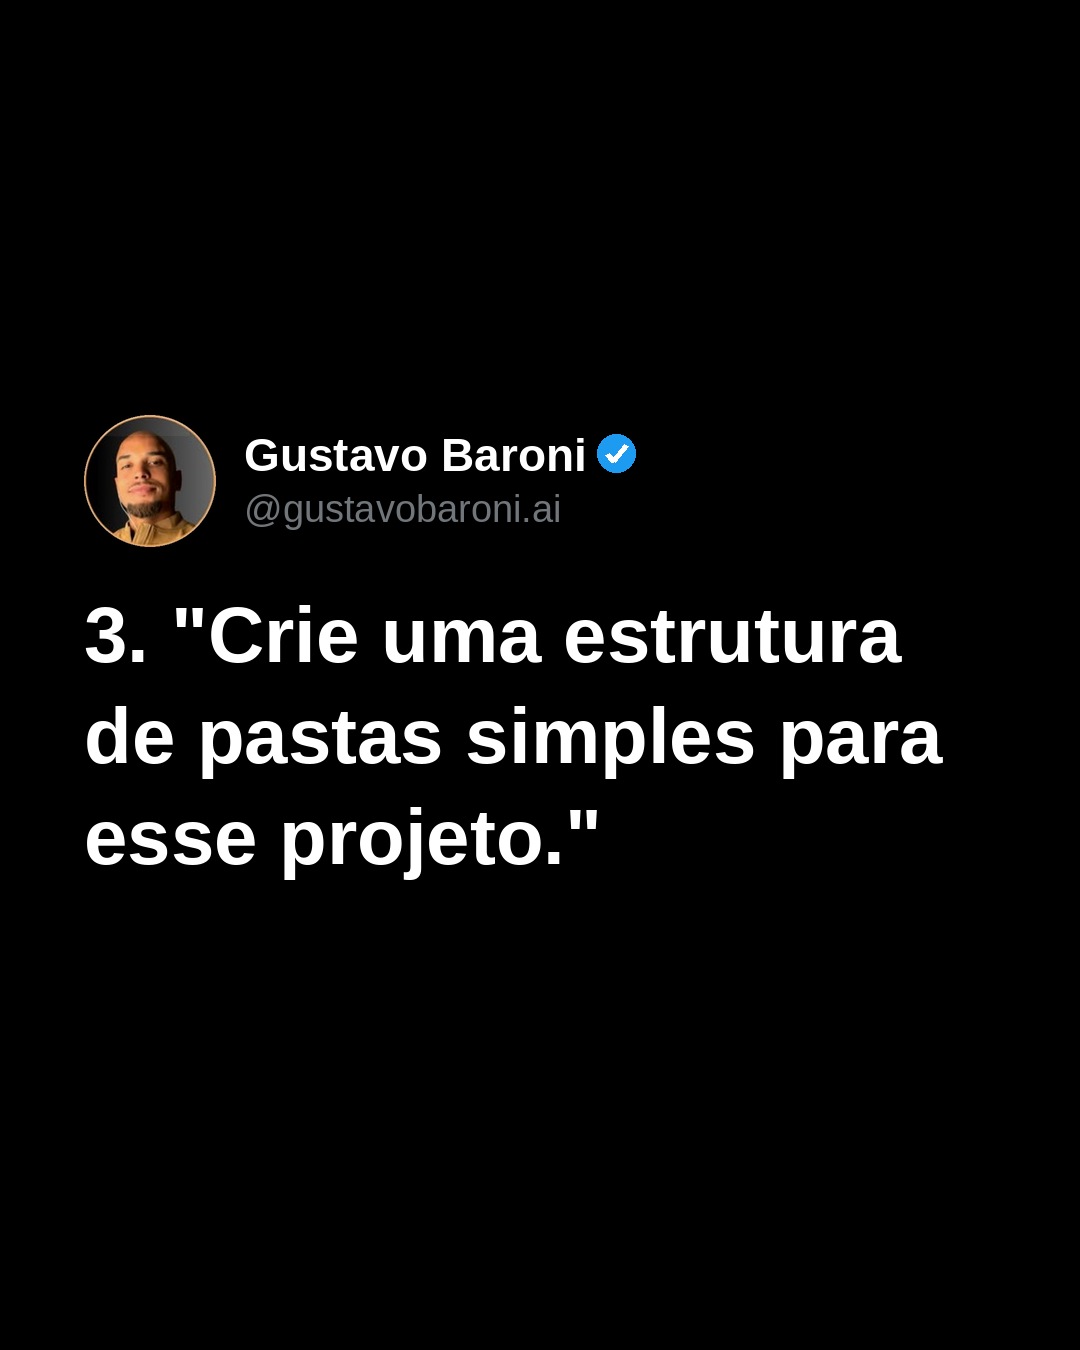 Gustavo Baroni
@gustavobaroni.ai
3. "Crie uma estrutura
de pastas simples para
esse projeto."